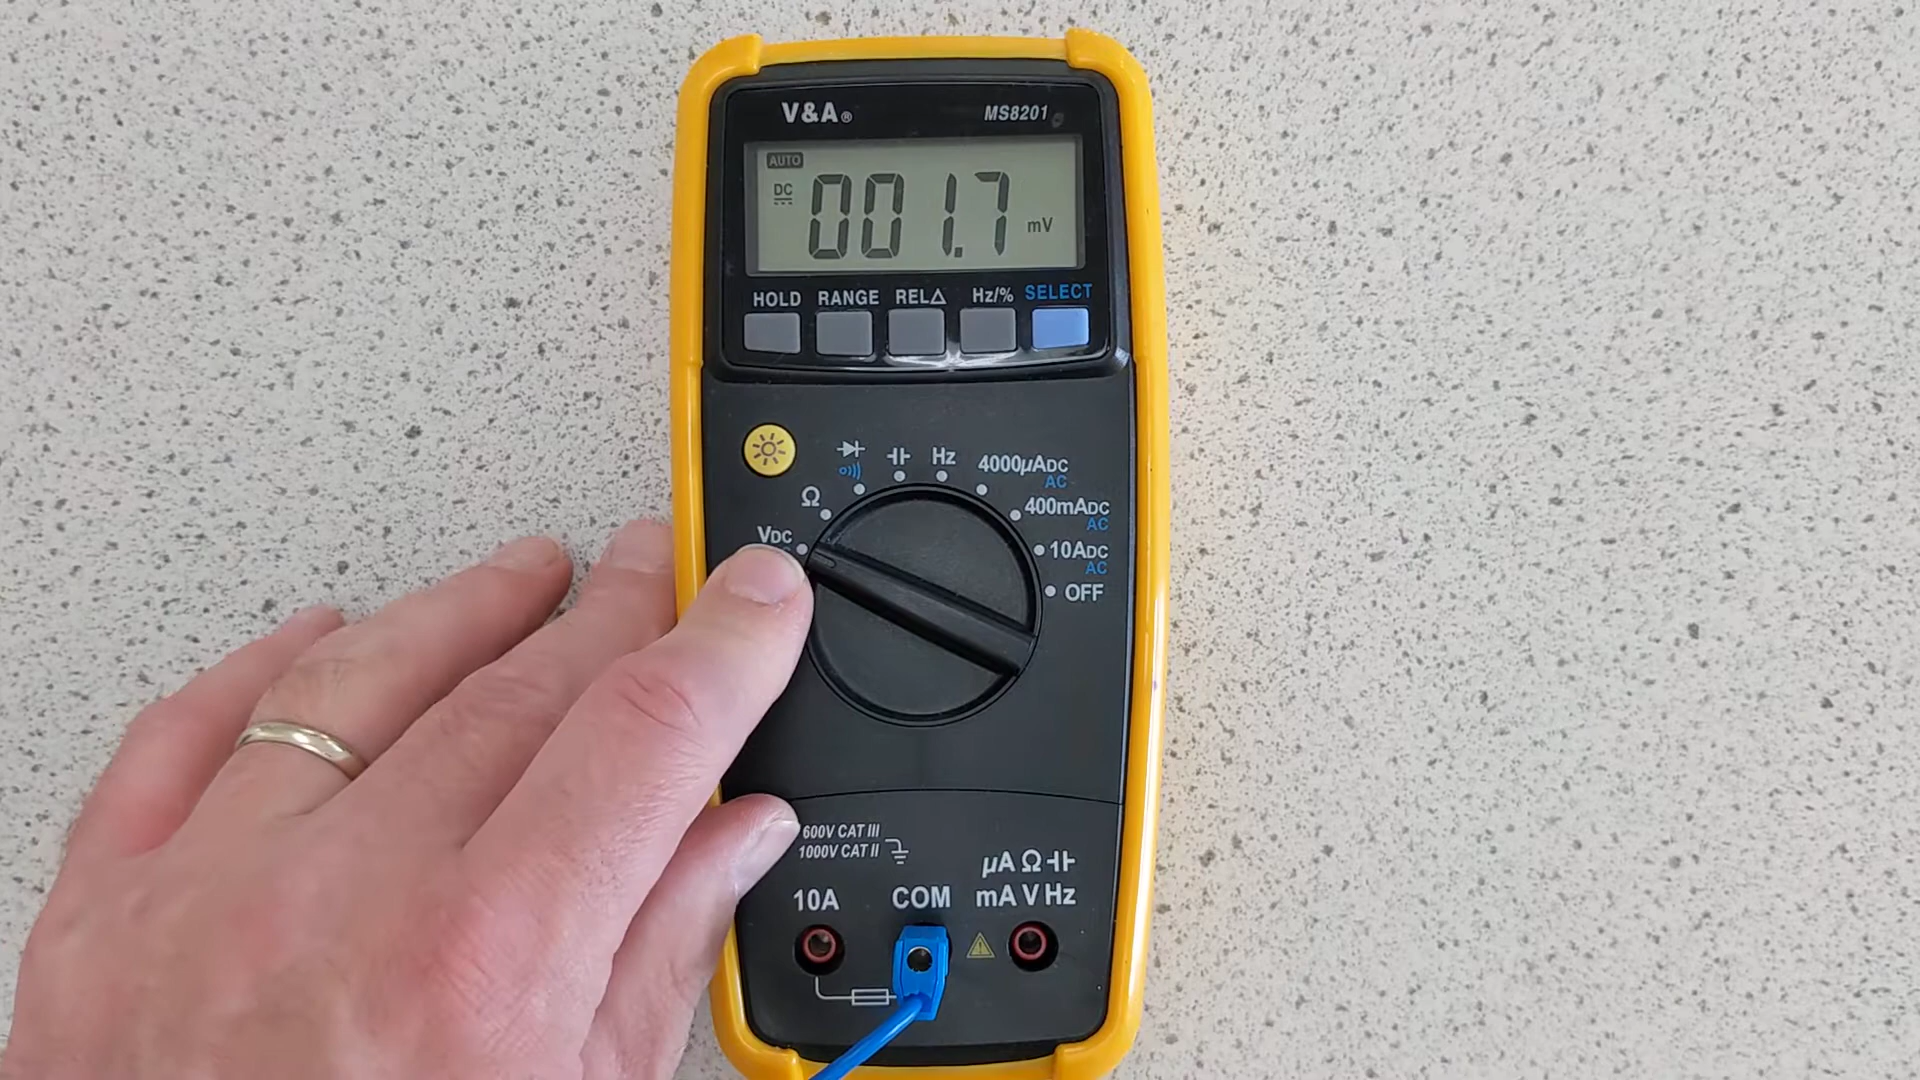 V&A® MS8201
AUTO
DC
001.7 mV
HOLD RANGE RELΔ Hz/% SELECT
Hz
4000µADC
AC
Ω
400mADC
AC
VDC
10ADC
AC
OFF
600V CAT III
1000V CAT II
µA Ω
10A COM mA V Hz